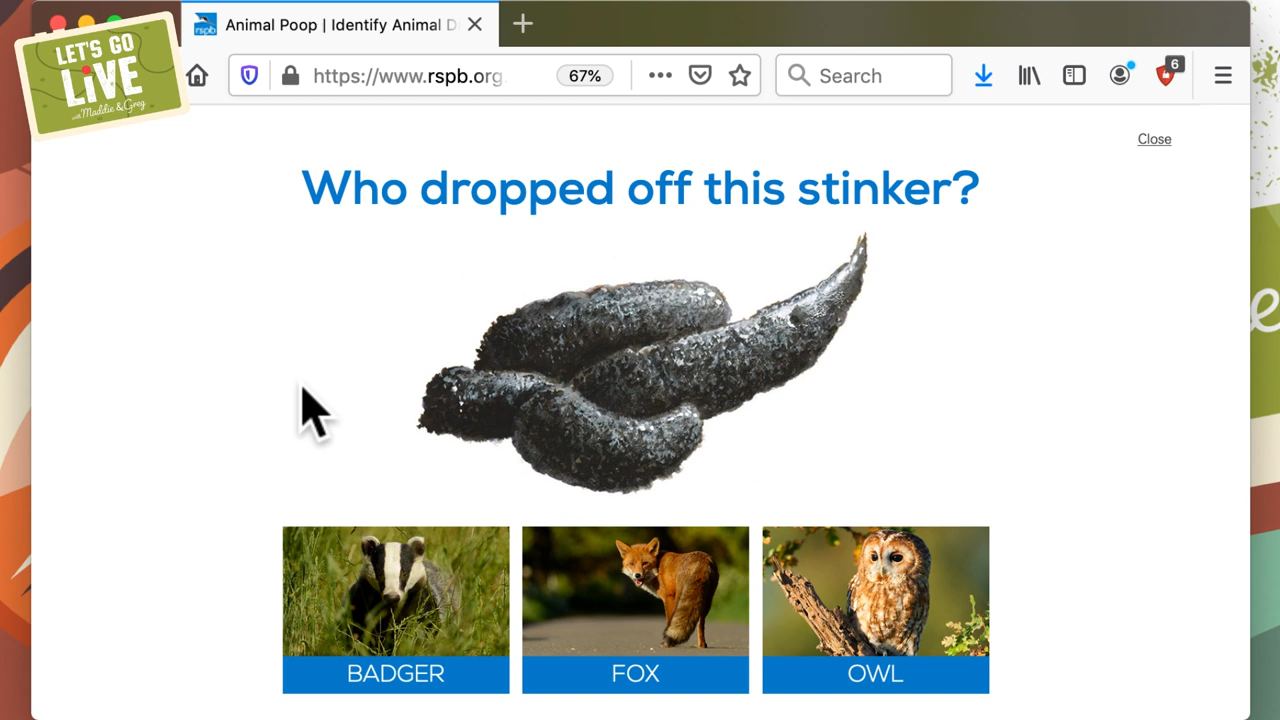 LET'S GO
LIVE
with Maddie & Greg
rspb
Animal Poop | Identify Animal D
https://www.rspb.org.
67%
Search
6
Close
Who dropped off this stinker?
BADGER
FOX
OWL